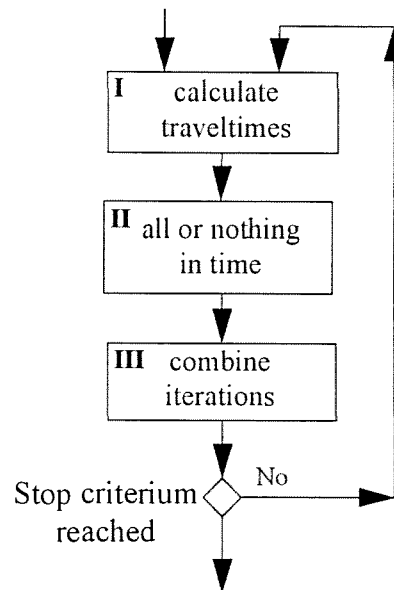 I calculate
traveltimes
II all or nothing
in time
III combine
iterations
Stop criterium
reached
No